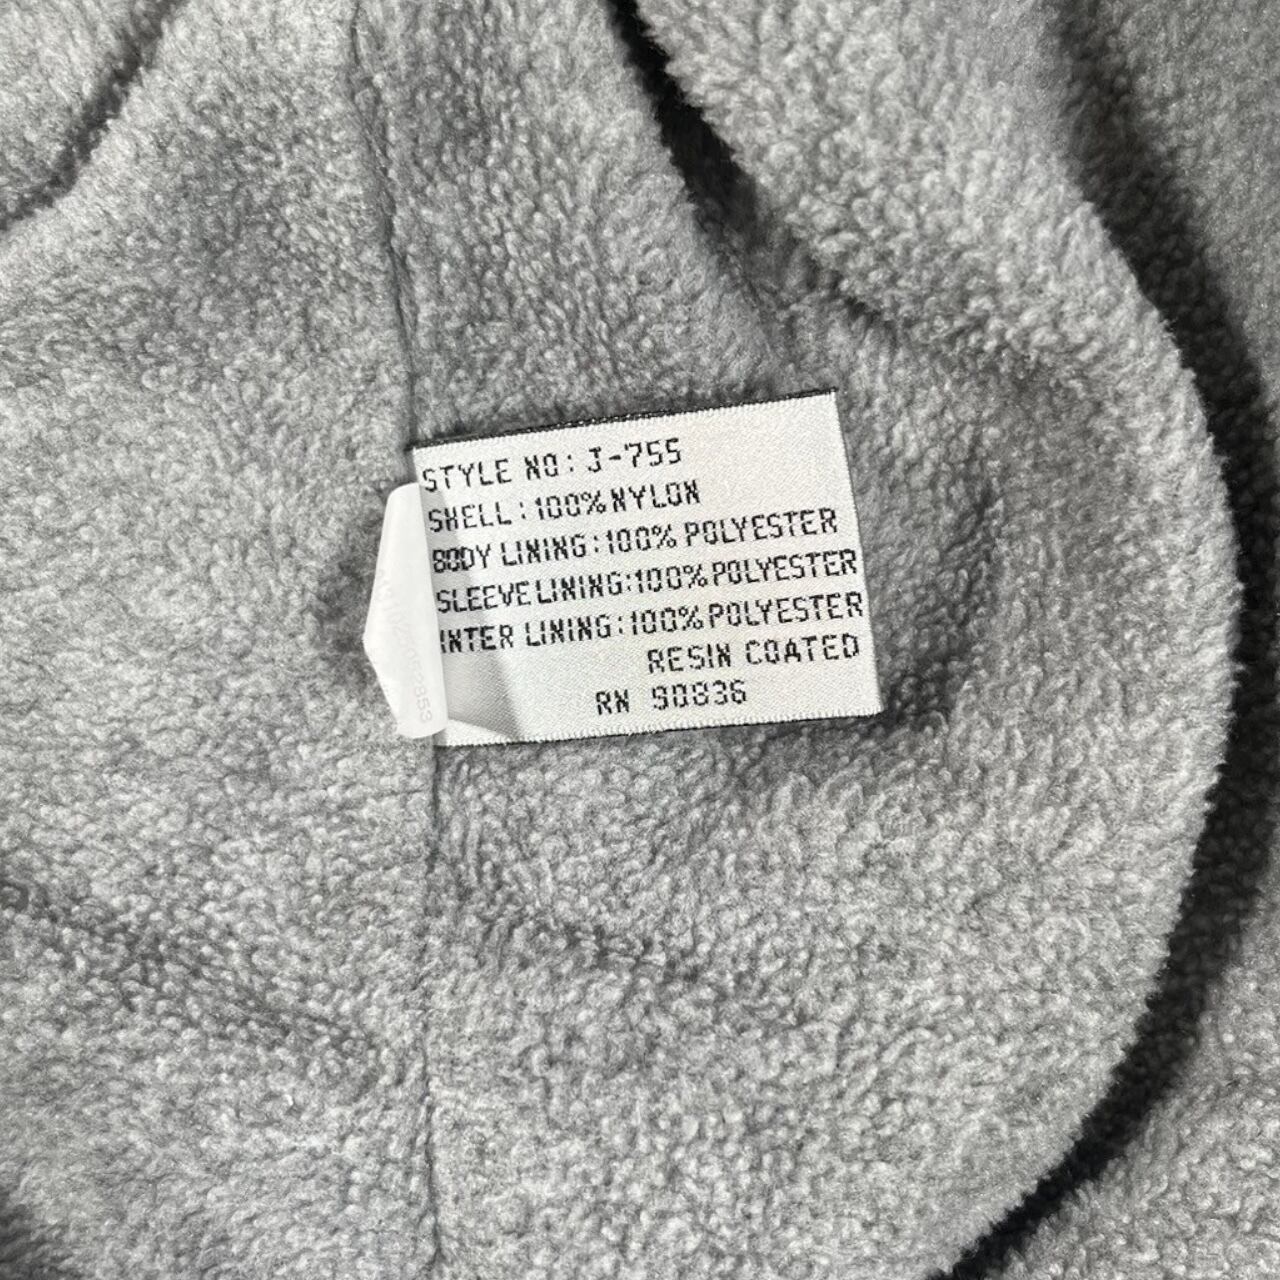 STYLE NO: J-755
SHELL: 100% NYLON
BODY LINING: 100% POLYESTER
SLEEVE LINING: 100% POLYESTER
INTER LINING: 100% POLYESTER
RESIN COATED
RN 90836